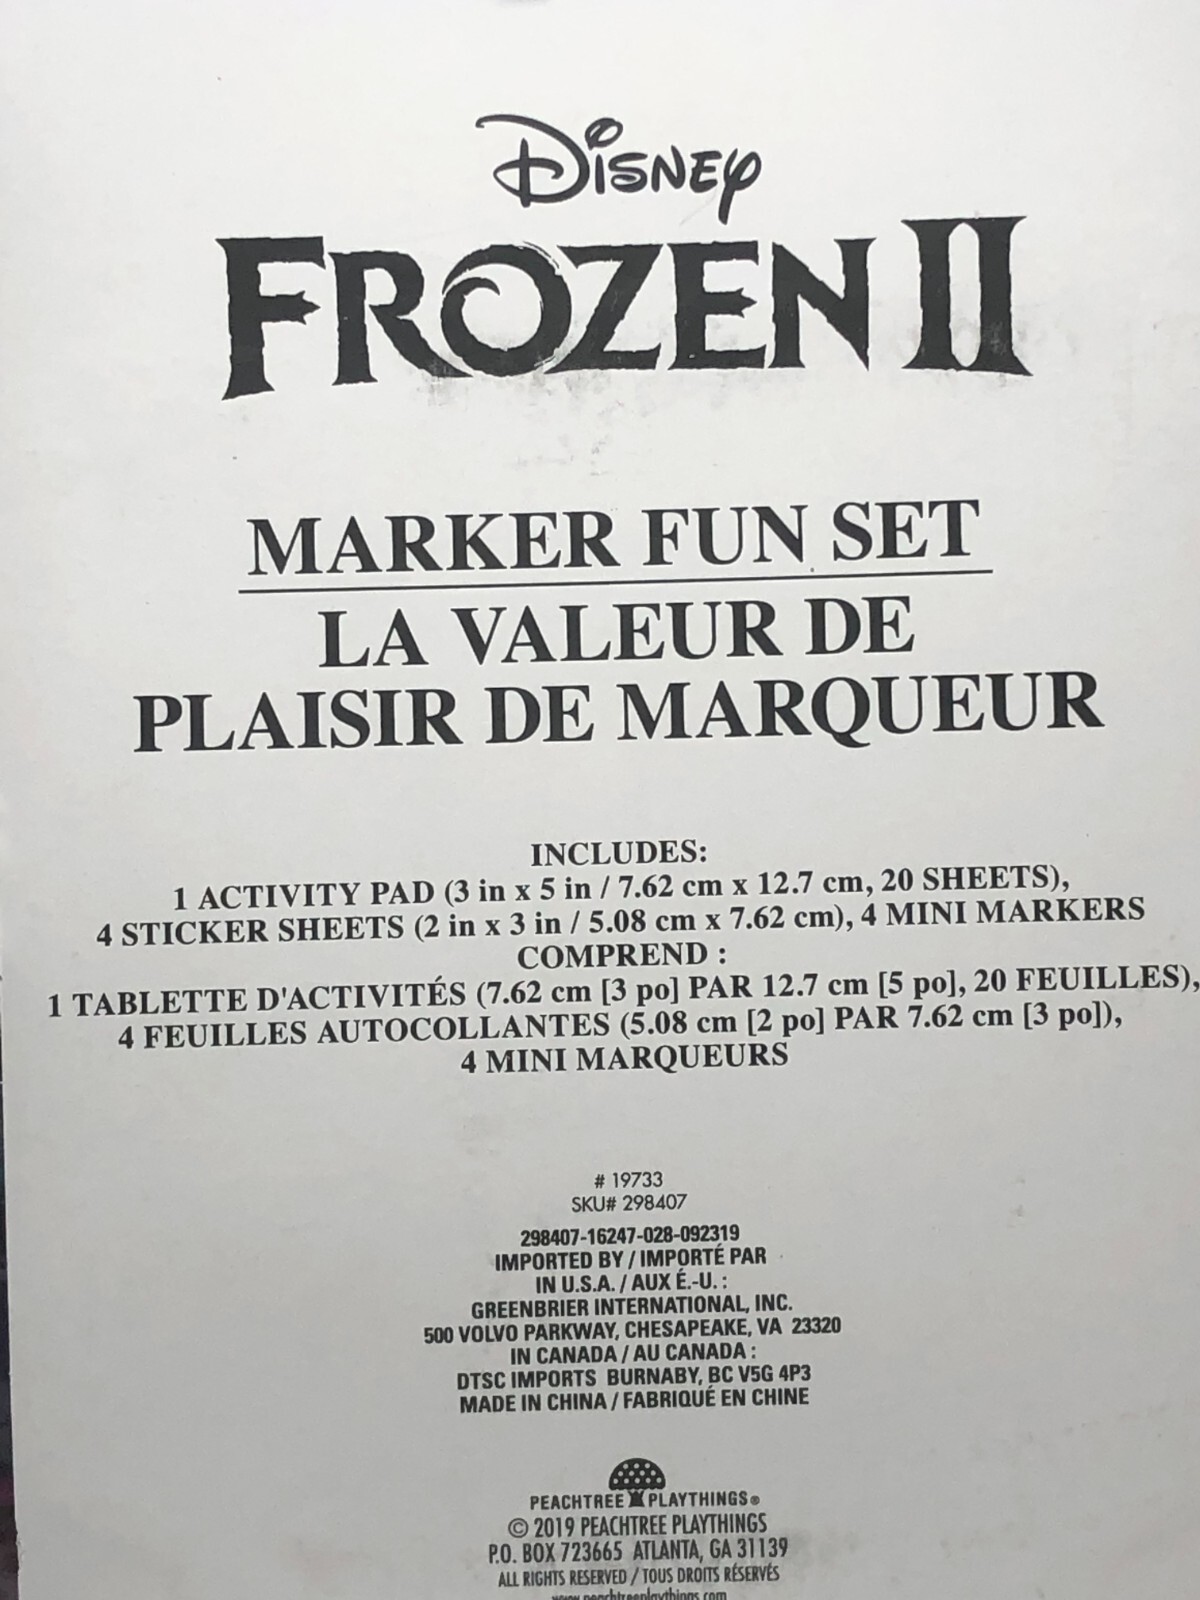 DISNEY
FROZEN II
MARKER FUN SET
LA VALEUR DE
PLAISIR DE MARQUEUR
INCLUDES:
1 ACTIVITY PAD (3 in x 5 in / 7.62 cm x 12.7 cm, 20 SHEETS),
4 STICKER SHEETS (2 in x 3 in / 5.08 cm x 7.62 cm), 4 MINI MARKERS
COMPREND :
1 TABLETTE D'ACTIVITÉS (7.62 cm [3 po] PAR 12.7 cm [5 po], 20 FEUILLES),
4 FEUILLES AUTOCOLLANTES (5.08 cm [2 po] PAR 7.62 cm [3 po]),
4 MINI MARQUEURS
# 19733
SKU# 298407
298407-16247-028-092319
IMPORTED BY / IMPORTÉ PAR
IN U.S.A. / AUX É.-U. :
GREENBRIER INTERNATIONAL, INC.
500 VOLVO PARKWAY, CHESAPEAKE, VA 23320
IN CANADA / AU CANADA :
DTSC IMPORTS BURNABY, BC V5G 4P3
MADE IN CHINA / FABRIQUÉ EN CHINE
PEACHTREE PLAYTHINGS®
© 2019 PEACHTREE PLAYTHINGS
P.O. BOX 723665 ATLANTA, GA 31139
ALL RIGHTS RESERVED / TOUS DROITS RÉSERVÉS
www.peachtreeplaythings.com